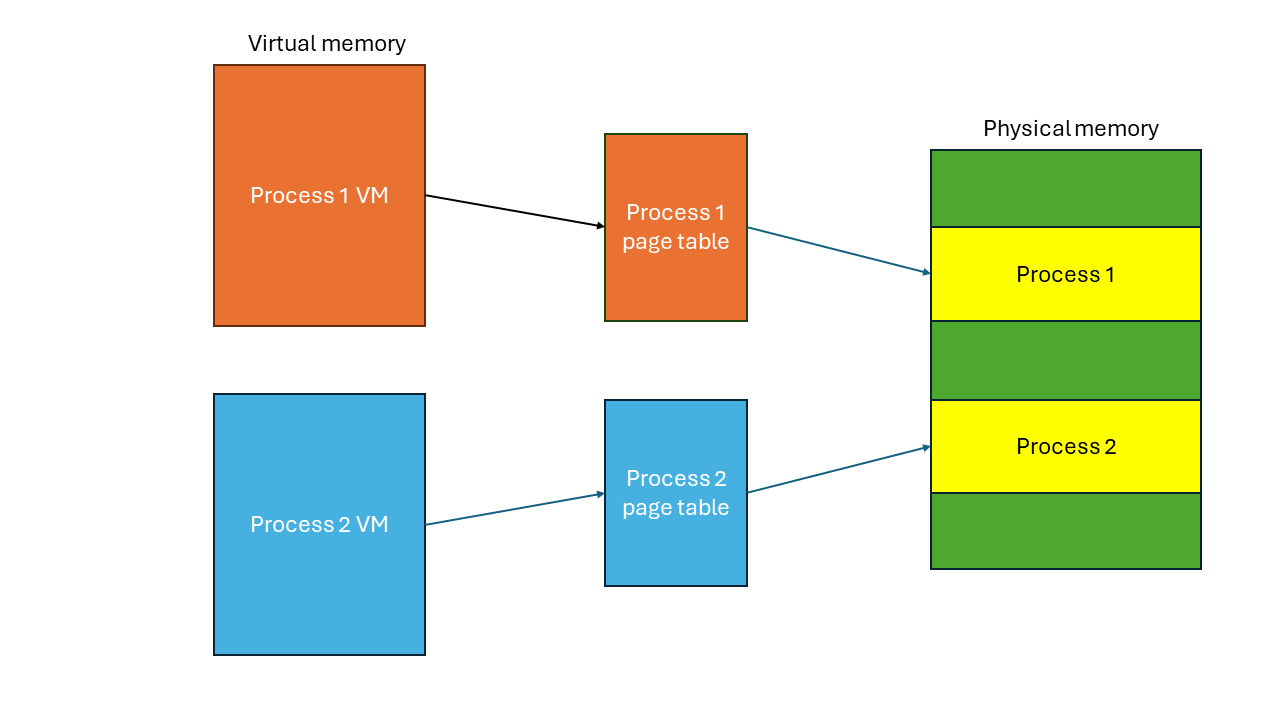 Virtual memory
Process 1 VM
Process 1
page table
Physical memory
Process 1
Process 2 VM
Process 2
page table
Process 2